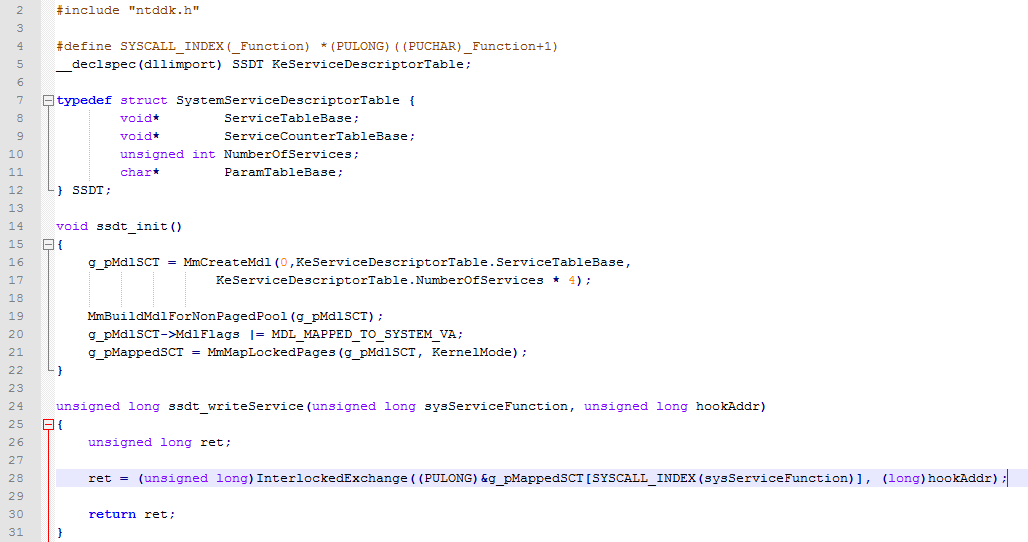 2 #include "ntddk.h"
3
4 #define SYSCALL_INDEX(_Function) *(PULONG)((PUCHAR)_Function+1)
5 __declspec(dllimport) SSDT KeServiceDescriptorTable;
6
7 typedef struct SystemServiceDescriptorTable {
8 void* ServiceTableBase;
9 void* ServiceCounterTableBase;
10 unsigned int NumberOfServices;
11 char* ParamTableBase;
12 } SSDT;
13
14 void ssdt_init()
15 {
16 g_pMdlSCT = MmCreateMdl(0,KeServiceDescriptorTable.ServiceTableBase,
17 KeServiceDescriptorTable.NumberOfServices * 4);
18
19 MmBuildMdlForNonPagedPool(g_pMdlSCT);
20 g_pMdlSCT->MdlFlags |= MDL_MAPPED_TO_SYSTEM_VA;
21 g_pMappedSCT = MmMapLockedPages(g_pMdlSCT, KernelMode);
22 }
23
24 unsigned long ssdt_writeService(unsigned long sysServiceFunction, unsigned long hookAddr)
25 {
26 unsigned long ret;
27
28 ret = (unsigned long)InterlockedExchange((PULONG)&g_pMappedSCT[SYSCALL_INDEX(sysServiceFunction)], (long)hookAddr);
29
30 return ret;
31 }